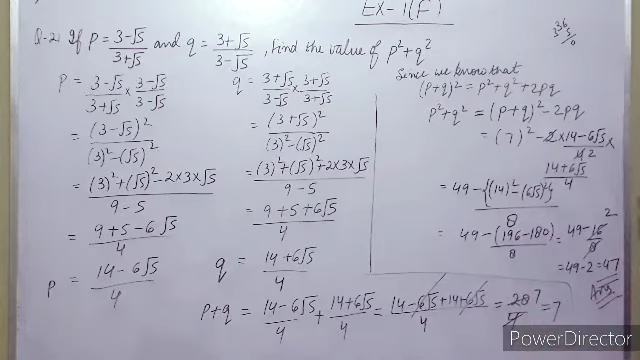 Ex-1(F)
Q-2) If p = 3-√5/3+√5 and q = 3+√5/3-√5, find the value of p²+q²
p = 3-√5/3+√5 × 3-√5/3-√5
= (3-√5)²/(3)²-(√5)²
= (3)²+(√5)²-2×3×√5/9-5
= 9+5-6√5/4
p = 14-6√5/4
q = 3+√5/3-√5 × 3+√5/3+√5
= (3+√5)²/(3)²-(√5)²
= (3)²+(√5)²+2×3×√5/9-5
= 9+5+6√5/4
q = 14+6√5/4
p+q = 14-6√5/4 + 14+6√5/4 = 14-6√5+14+6√5/4 = 28 7/4 = 7
Since we know that
(p+q)² = p²+q²+2pq
p²+q² = (p+q)²-2pq
= (7)² - 2 × 14-6√5/4 2 ×
14+6√5/4
= 49 - {(14)²-(6√5)²}/8
= 49 - (196-180)/8 = 49 - 16 2/8
= 49-2 = 47
Ans.
PowerDirector